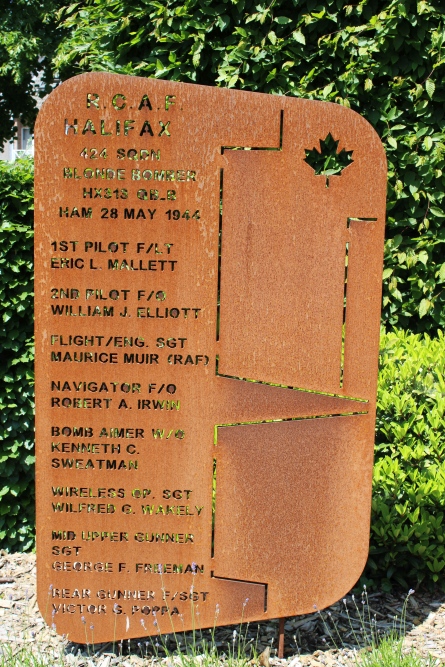 R.C.A.F.
HALIFAX
424 SQDN
BLONDE BOMBER
HX318 QB.B
HAM 28 MAY 1944
1ST PILOT F/LT
ERIC L. MALLETT
2ND PILOT F/O
WILLIAM J. ELLIOTT
FLIGHT/ENG. SGT
MAURICE MUIR (RAF)
NAVIGATOR F/O
ROBERT A. IRWIN
BOMB AIMER W/O
KENNETH C.
SWEATMAN
WIRELESS OP. SGT
WILFRED G. WAKELY
MID UPPER GUNNER
SGT
GEORGE F. FREEMAN
REAR GUNNER F/SGT
VICTOR S. POPPA